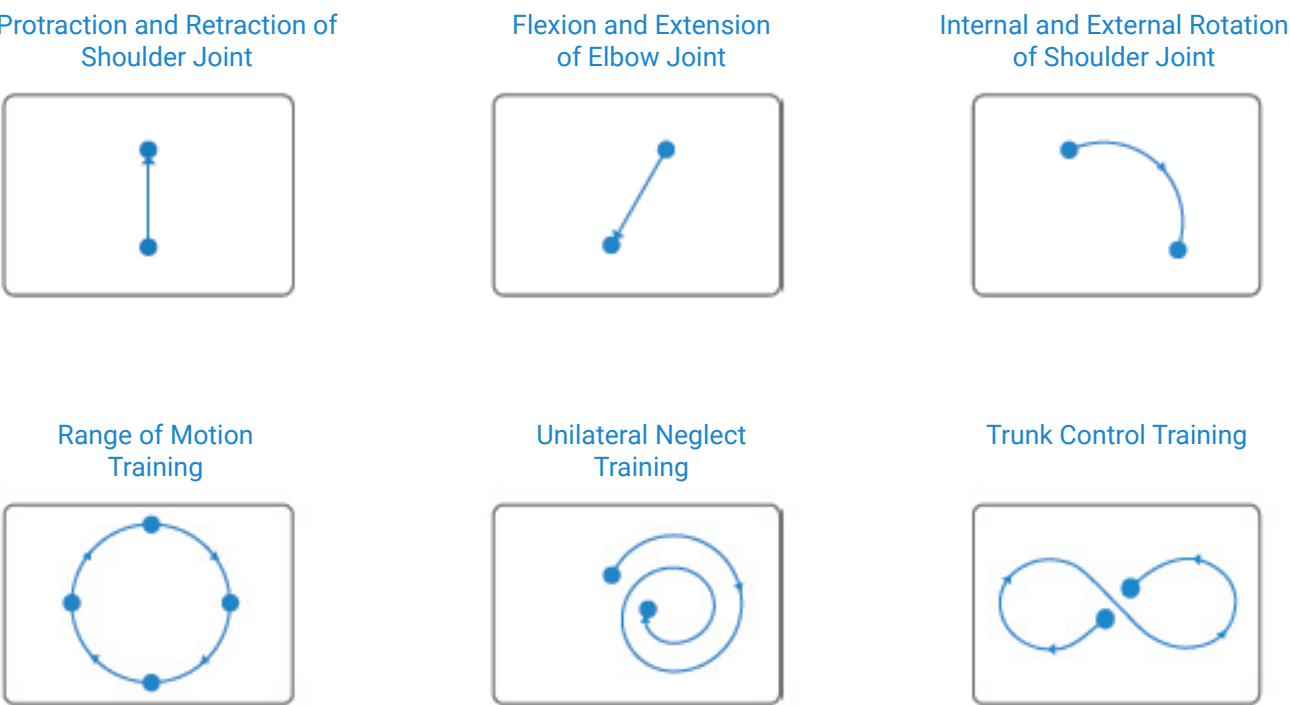 Protraction and Retraction of
Shoulder Joint
Flexion and Extension
of Elbow Joint
Internal and External Rotation
of Shoulder Joint
Range of Motion
Training
Unilateral Neglect
Training
Trunk Control Training